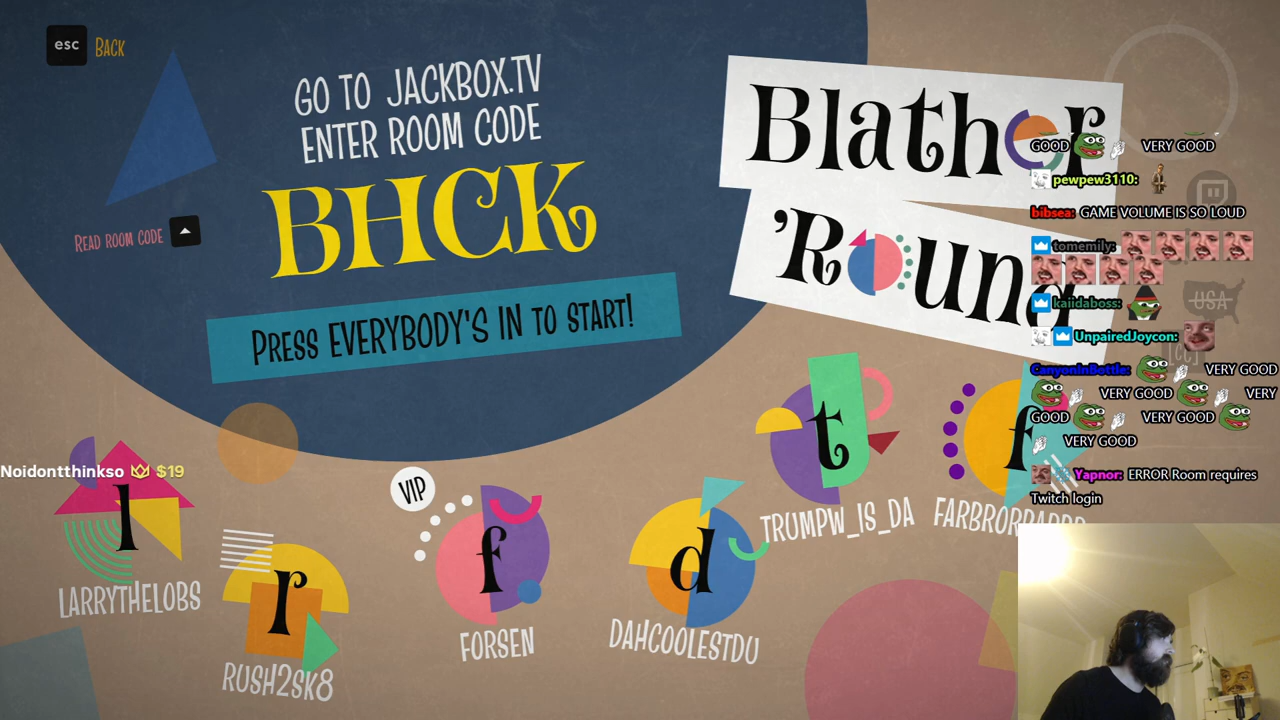 esc BACK
GO TO JACKBOX.TV
ENTER ROOM CODE
BHCK
READ ROOM CODE
PRESS EVERYBODY'S IN TO START!
Blather
'Round
GOOD VERY GOOD
pewpew3110:
bibsea: GAME VOLUME IS SO LOUD
tomemily:
kaiidaboss:
USA
UnpairedJoycon:
[CC]
CanyonInBottle: VERY GOOD
VERY GOOD VERY
GOOD VERY GOOD
VERY GOOD
Yapnor: ERROR Room requires
Twitch login
Noidontthinkso $19
VIP
l
LARRYTHELOBS
r
RUSH2SK8
f
FORSEN
d
DAHCOOLESTDU
t
TRUMPW_IS_DA
f